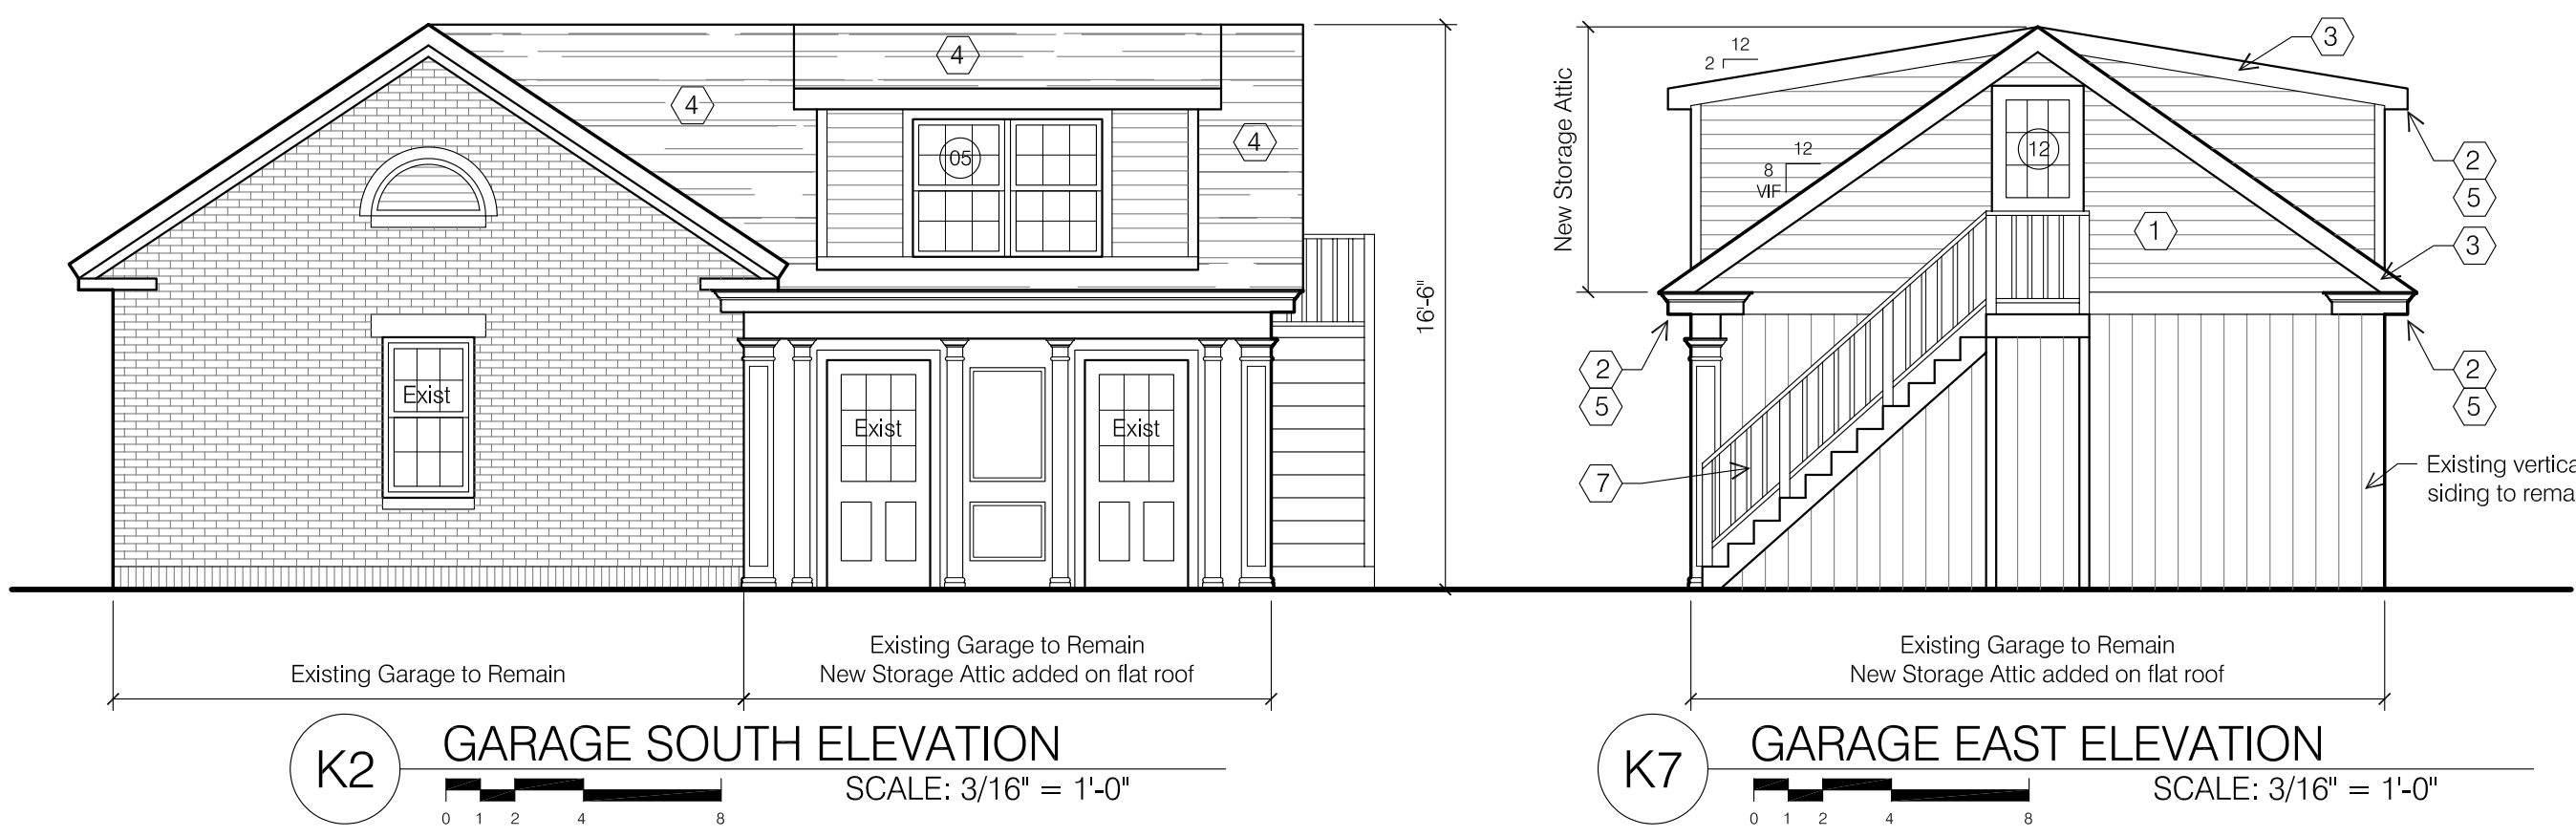 4
4
4
05
Exist
Exist
Exist
16'-6"
Existing Garage to Remain
Existing Garage to Remain
New Storage Attic added on flat roof
K2
GARAGE SOUTH ELEVATION
SCALE: 3/16" = 1'-0"
0 1 2 4 8
New Storage Attic
12
2
3
12
8
VIF
12
1
2
5
3
2
5
2
5
7
Existing vertica
siding to rema
Existing Garage to Remain
New Storage Attic added on flat roof
K7
GARAGE EAST ELEVATION
SCALE: 3/16" = 1'-0"
0 1 2 4 8